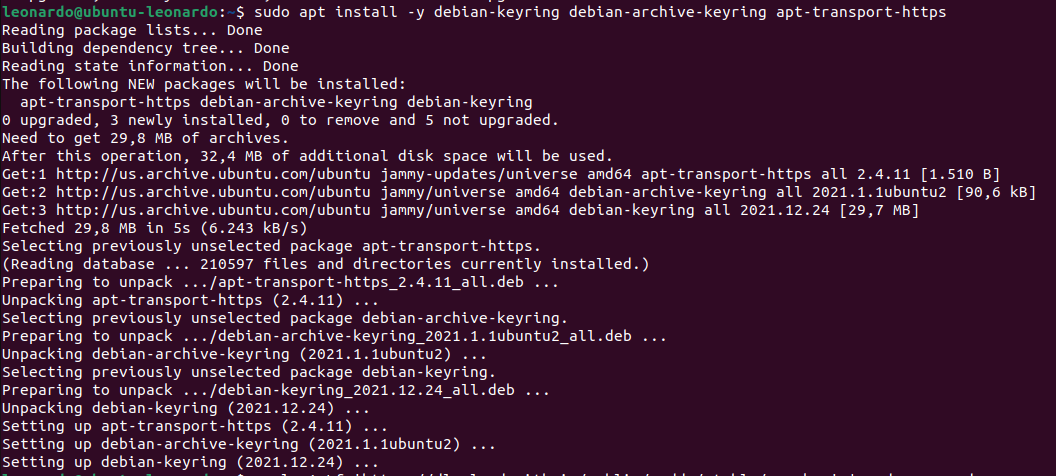 leonardo@ubuntu-leonardo:~$ sudo apt install -y debian-keyring debian-archive-keyring apt-transport-https
Reading package lists... Done
Building dependency tree... Done
Reading state information... Done
The following NEW packages will be installed:
  apt-transport-https debian-archive-keyring debian-keyring
0 upgraded, 3 newly installed, 0 to remove and 5 not upgraded.
Need to get 29,8 MB of archives.
After this operation, 32,4 MB of additional disk space will be used.
Get:1 http://us.archive.ubuntu.com/ubuntu jammy-updates/universe amd64 apt-transport-https all 2.4.11 [1.510 B]
Get:2 http://us.archive.ubuntu.com/ubuntu jammy/universe amd64 debian-archive-keyring all 2021.1.1ubuntu2 [90,6 kB]
Get:3 http://us.archive.ubuntu.com/ubuntu jammy/universe amd64 debian-keyring all 2021.12.24 [29,7 MB]
Fetched 29,8 MB in 5s (6.243 kB/s)
Selecting previously unselected package apt-transport-https.
(Reading database ... 210597 files and directories currently installed.)
Preparing to unpack .../apt-transport-https_2.4.11_all.deb ...
Unpacking apt-transport-https (2.4.11) ...
Selecting previously unselected package debian-archive-keyring.
Preparing to unpack .../debian-archive-keyring_2021.1.1ubuntu2_all.deb ...
Unpacking debian-archive-keyring (2021.1.1ubuntu2) ...
Selecting previously unselected package debian-keyring.
Preparing to unpack .../debian-keyring_2021.12.24_all.deb ...
Unpacking debian-keyring (2021.12.24) ...
Setting up apt-transport-https (2.4.11) ...
Setting up debian-archive-keyring (2021.1.1ubuntu2) ...
Setting up debian-keyring (2021.12.24) ...